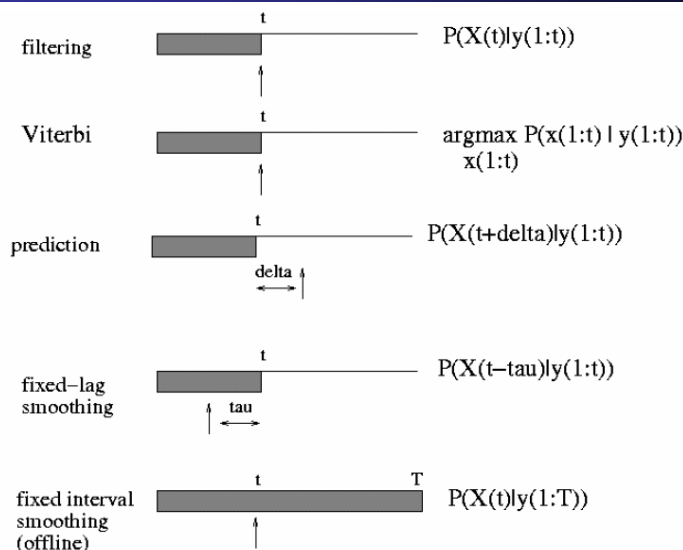 t
filtering
P(X(t)|y(1:t))
t
Viterbi
argmax P(x(1:t) | y(1:t))
x(1:t)
t
prediction
P(X(t+delta)|y(1:t))
delta
t
fixed-lag
smoothing
P(X(t-tau)|y(1:t))
tau
t
T
fixed interval
smoothing
(offline)
P(X(t)|y(1:T))